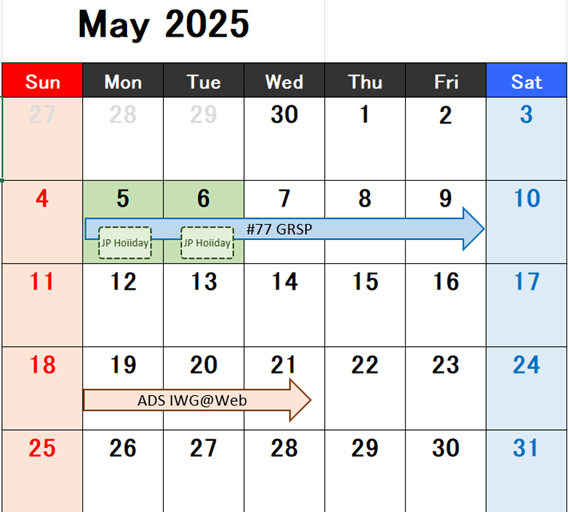 May 2025
Sun Mon Tue Wed Thu Fri Sat
27 28 29 30 1 2 3
4 5 6 7 8 9 10
#77 GRSP
JP Hoiiday JP Hoiiday
11 12 13 14 15 16 17
18 19 20 21 22 23 24
ADS IWG@Web
25 26 27 28 29 30 31